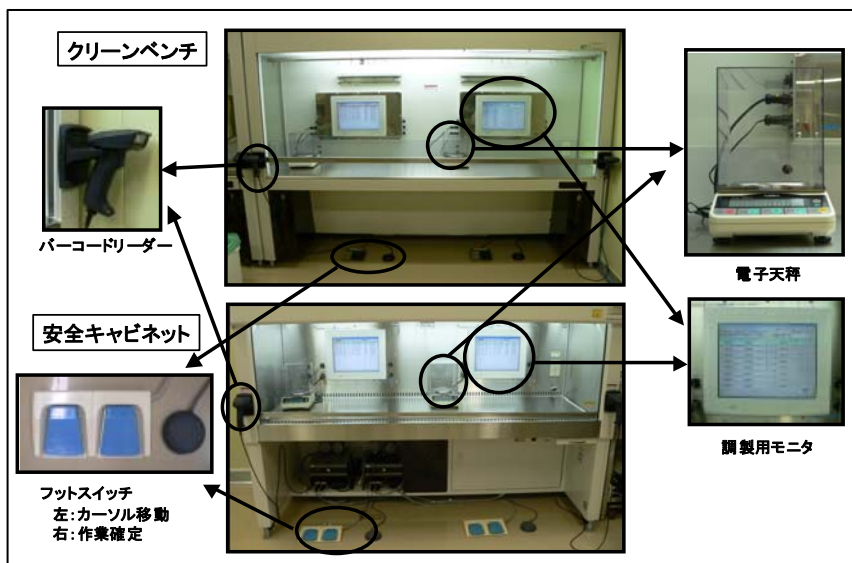 クリーンベンチ
バーコードリーダー
電子天秤
安全キャビネット
調製用モニタ
フットスイッチ
左:カーソル移動
右:作業確定